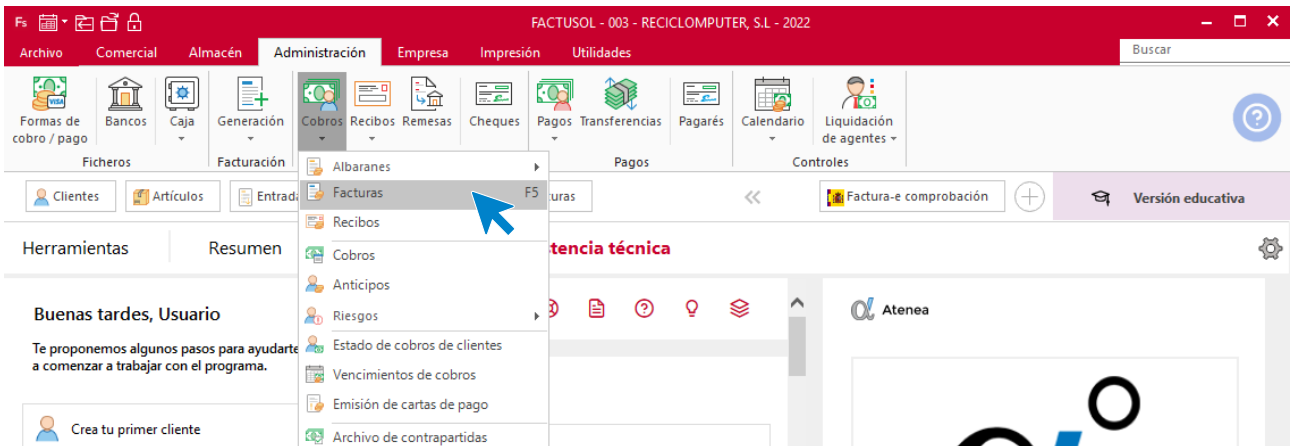 Fs
FACTUSOL - 003 - RECICLOMPUTER, S.L - 2022
Archivo Comercial Almacén Administración Empresa Impresión Utilidades Buscar
Formas de cobro / pago
Bancos
Caja
Generación
Cobros
Recibos
Remesas
Cheques
Pagos
Transferencias
Pagarés
Calendario
Liquidación de agentes
Ficheros
Facturación
Pagos
Controles
Clientes
Artículos
Factura-e comprobación
Versión educativa
Albaranes
Facturas F5
Recibos
Cobros
Anticipos
Riesgos
Estado de cobros de clientes
Vencimientos de cobros
Emisión de cartas de pago
Archivo de contrapartidas
Herramientas
Resumen
técnica
Buenas tardes, Usuario
Te proponemos algunos pasos para ayudarte
a comenzar a trabajar con el programa.
Crea tu primer cliente
Atenea